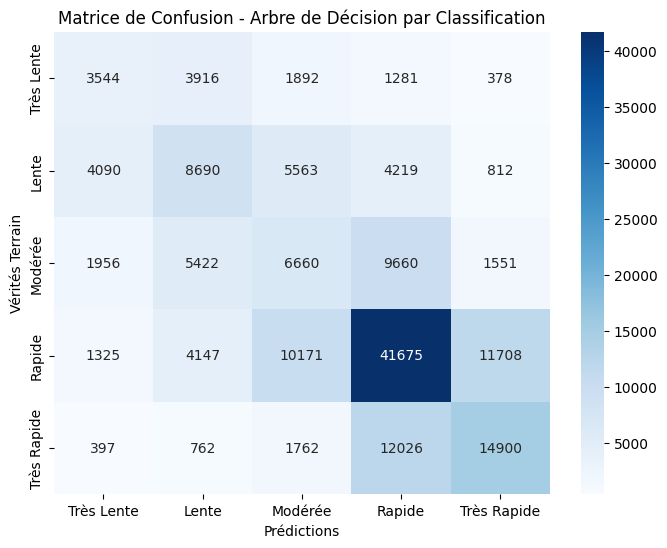 Matrice de Confusion - Arbre de Décision par Classification
Vérités Terrain
Très Lente 3544 3916 1892 1281 378
Lente 4090 8690 5563 4219 812
Modérée 1956 5422 6660 9660 1551
Rapide 1325 4147 10171 41675 11708
Très Rapide 397 762 1762 12026 14900
Très Lente Lente Modérée Rapide Très Rapide
Prédictions
40000
35000
30000
25000
20000
15000
10000
5000